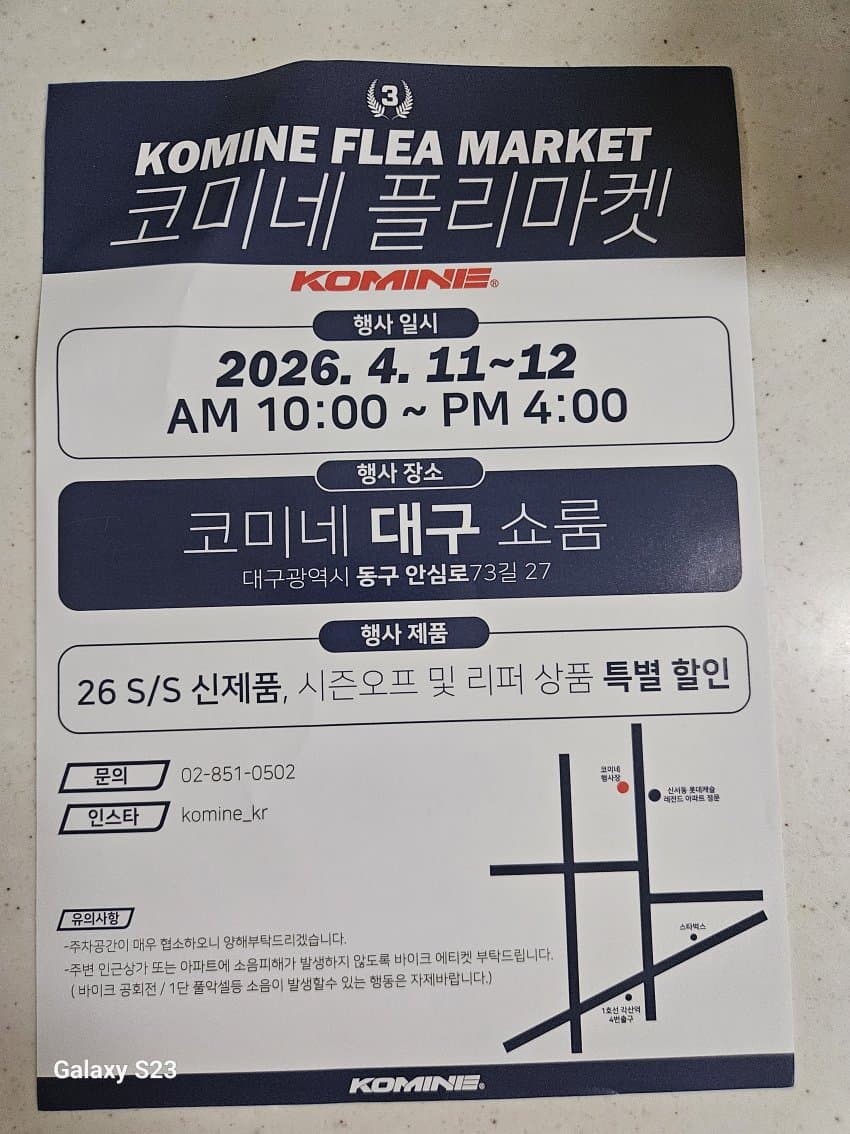 3
KOMINE FLEA MARKET
코미네 플리마켓
KOMINE®
행사 일시
2026. 4. 11~12
AM 10:00 ~ PM 4:00
행사 장소
코미네 대구 쇼룸
대구광역시 동구 안심로73길 27
행사 제품
26 S/S 신제품, 시즌오프 및 리퍼 상품 특별 할인
문의 02-851-0502
인스타 komine_kr
코미네
행사장
신서동 롯데캐슬
레전드 아파트 정문
스타벅스
1호선 각산역
4번출구
유의사항
-주차공간이 매우 협소하오니 양해부탁드리겠습니다.
-주변 인근상가 또는 아파트에 소음피해가 발생하지 않도록 바이크 에티켓 부탁드립니다.
( 바이크 공회전 / 1단 풀악셀등 소음이 발생할수 있는 행동은 자제바랍니다.)
Galaxy S23
KOMINE®